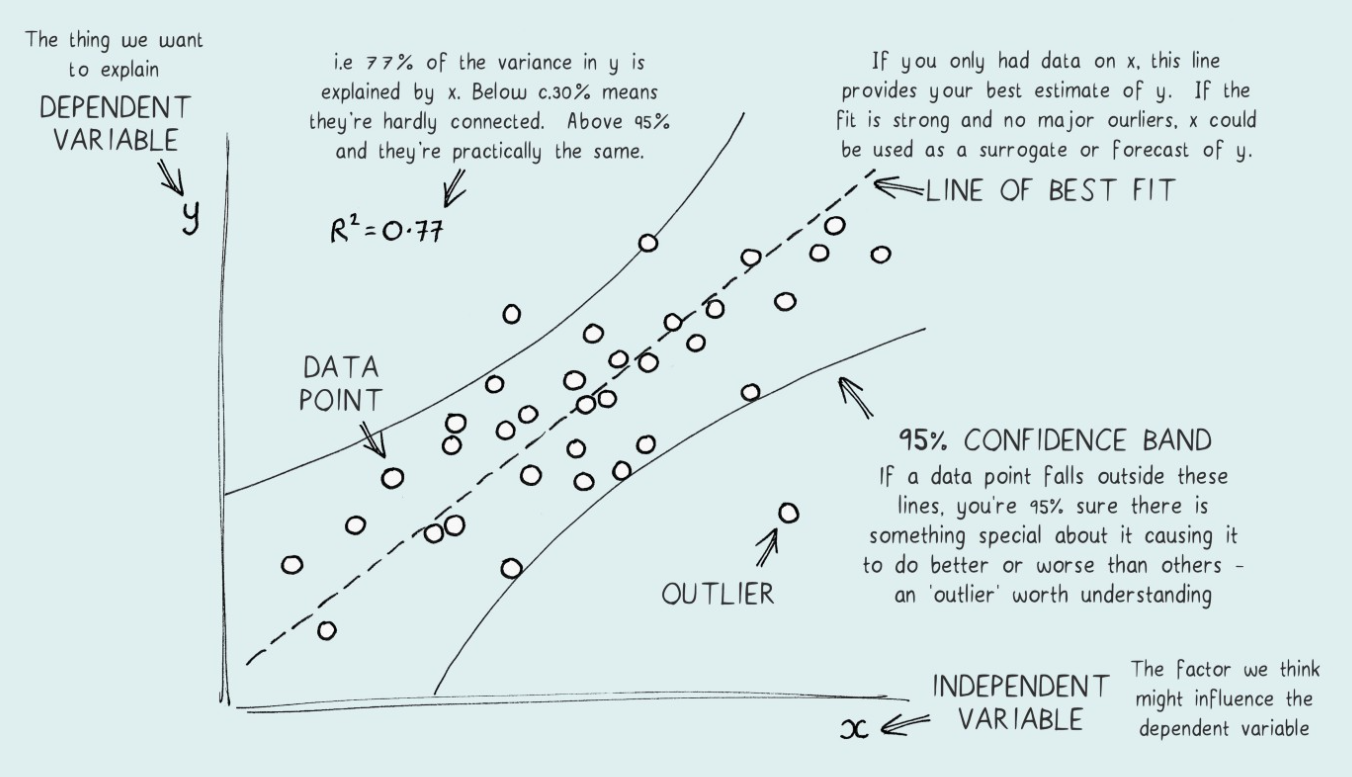 The thing we want
to explain
DEPENDENT
VARIABLE
y
i.e 77% of the variance in y is
explained by x. Below c.30% means
they're hardly connected. Above 95%
and they're practically the same.
R²=0.77
If you only had data on x, this line
provides your best estimate of y. If the
fit is strong and no major ourliers, x could
be used as a surrogate or forecast of y.
LINE OF BEST FIT
DATA
POINT
95% CONFIDENCE BAND
If a data point falls outside these
lines, you're 95% sure there is
something special about it causing it
to do better or worse than others -
an 'outlier' worth understanding
OUTLIER
INDEPENDENT
VARIABLE
x
The factor we think
might influence the
dependent variable